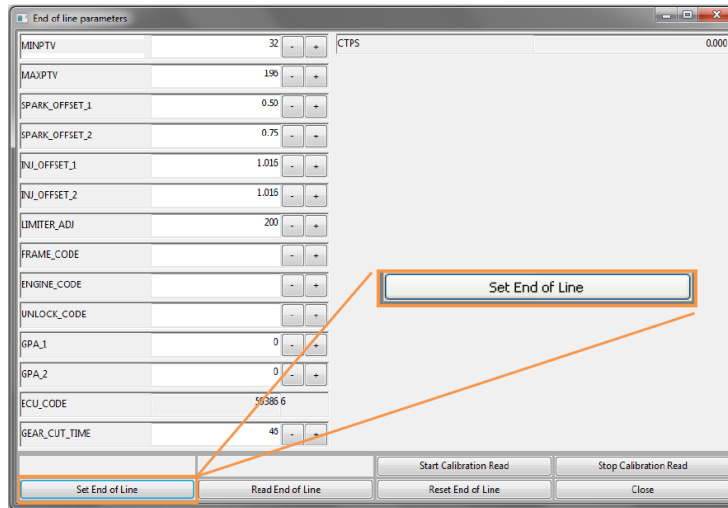 End of line parameters
MINPTV 32 - + CTPS 0.000
MAXPTV 196 - +
SPARK_OFFSET_1 0.50 - +
SPARK_OFFSET_2 0.75 - +
INJ_OFFSET_1 1.016 - +
INJ_OFFSET_2 1.016 - +
LIMITER_ADJ 200 - +
FRAME_CODE - +
ENGINE_CODE - +
Set End of Line
UNLOCK_CODE - +
GPA_1 0 - +
GPA_2 0 - +
ECU_CODE 6
GEAR_CUT_TIME 46 - +
Start Calibration Read Stop Calibration Read
Set End of Line Read End of Line Reset End of Line Close